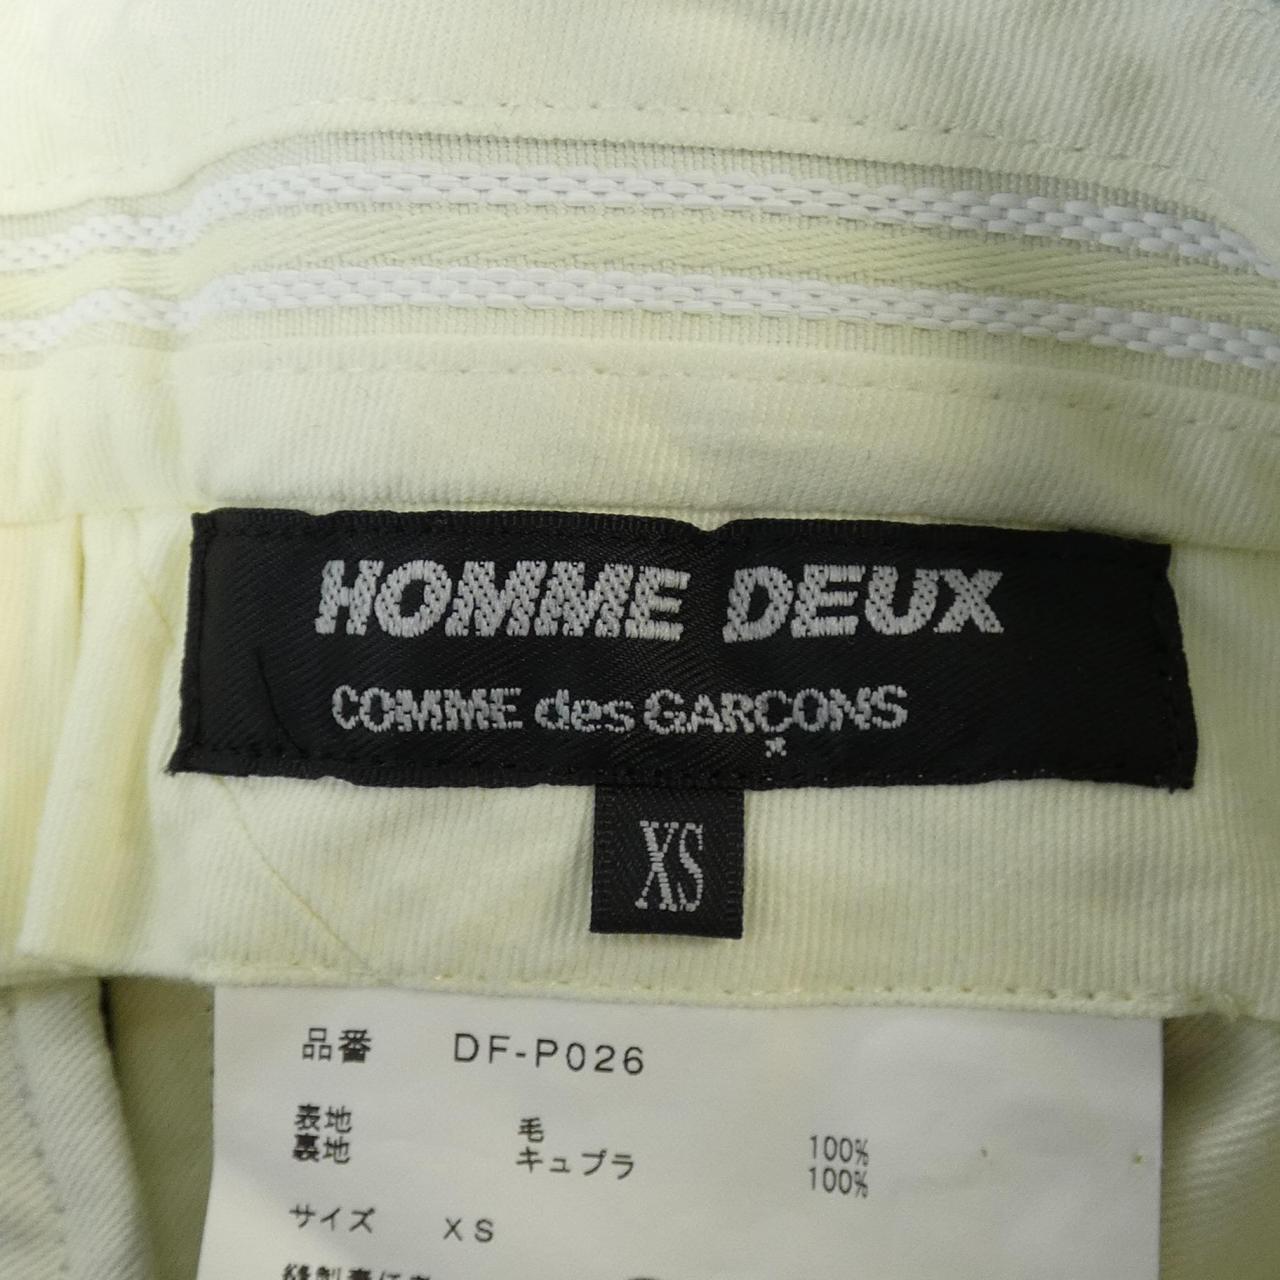 HOMME DEUX
COMME des GARÇONS
XS
品番 DF-P026
表地 毛 100%
裏地 キュプラ 100%
サイズ XS